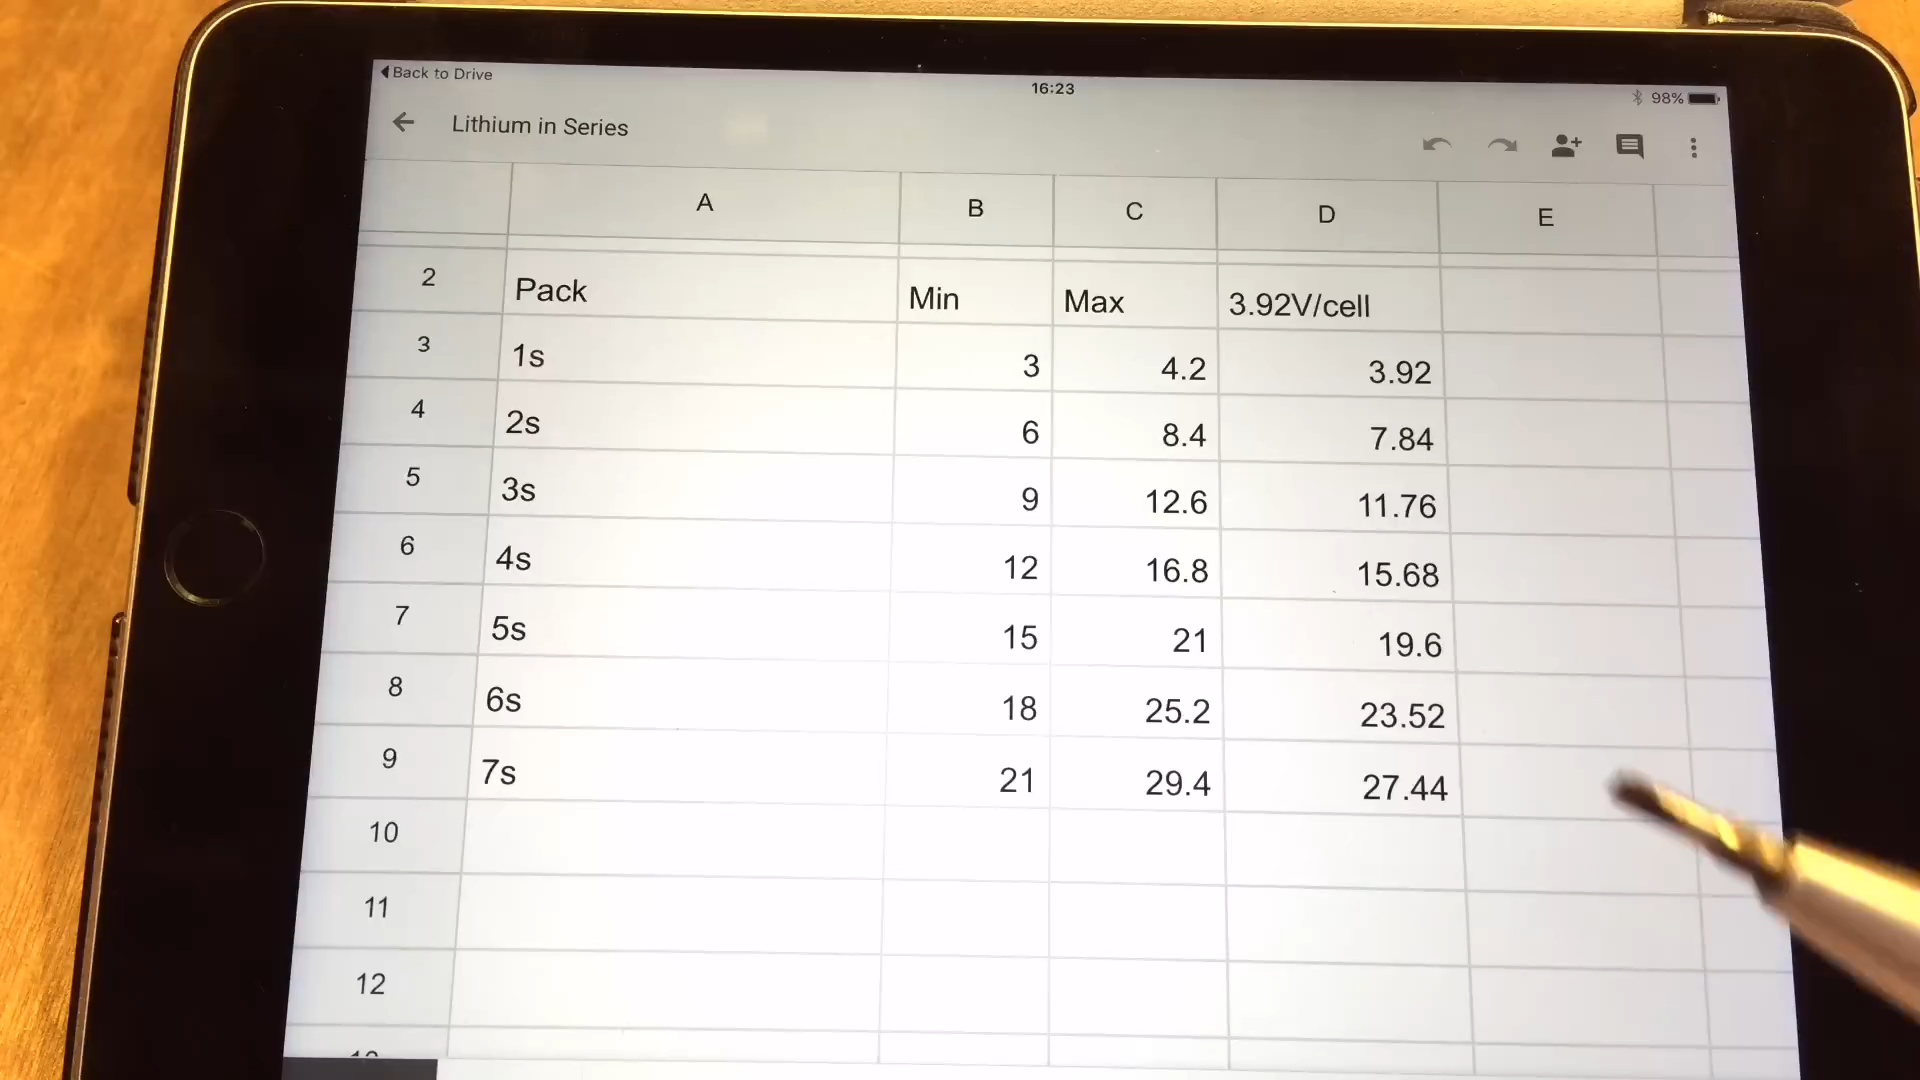 Back to Drive
16:23
98%
Lithium in Series
A B C D E
2 Pack Min Max 3.92V/cell
3 1s 3 4.2 3.92
4 2s 6 8.4 7.84
5 3s 9 12.6 11.76
6 4s 12 16.8 15.68
7 5s 15 21 19.6
8 6s 18 25.2 23.52
9 7s 21 29.4 27.44
10
11
12